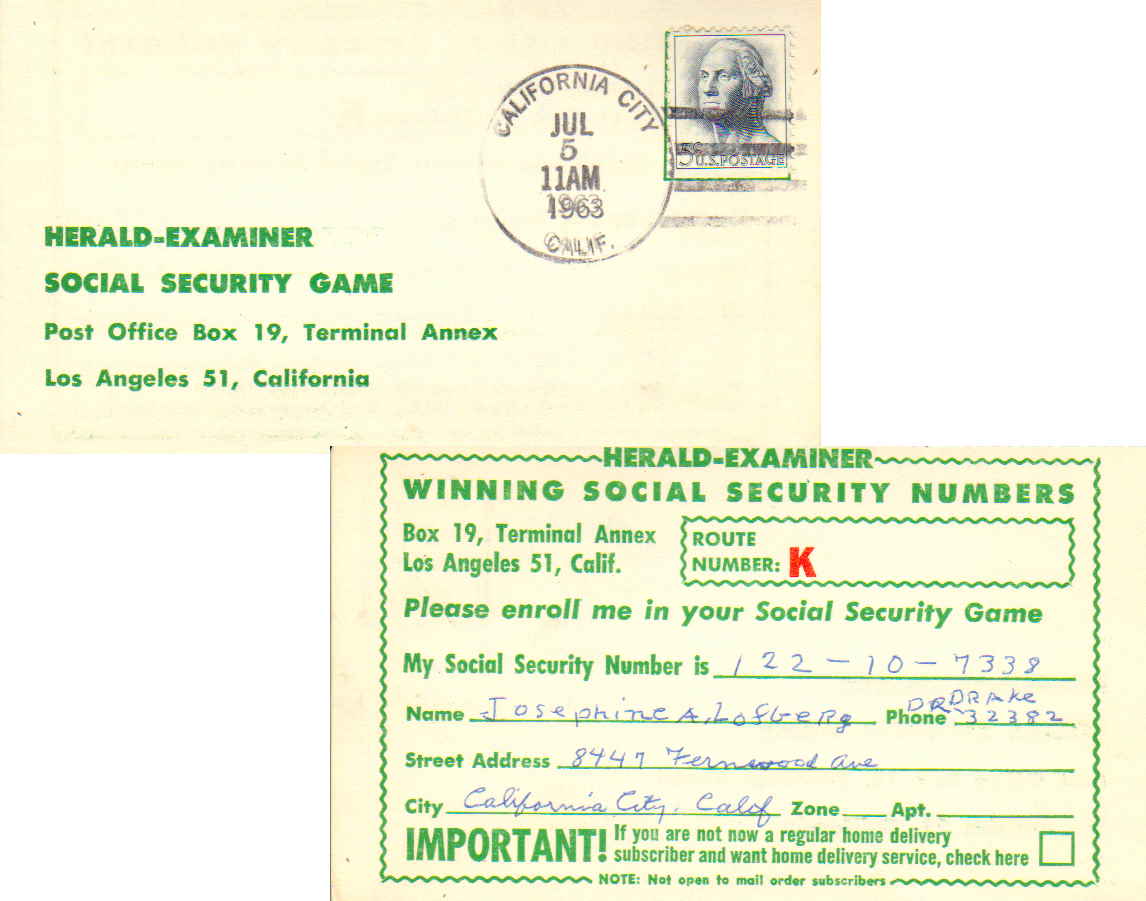 CALIFORNIA CITY
JUL
5
11AM
1963
CALIF.
5¢ U.S. POSTAGE
HERALD-EXAMINER
SOCIAL SECURITY GAME
Post Office Box 19, Terminal Annex
Los Angeles 51, California
HERALD-EXAMINER
WINNING SOCIAL SECURITY NUMBERS
Box 19, Terminal Annex
Los Angeles 51, Calif.
ROUTE
NUMBER: K
Please enroll me in your Social Security Game
My Social Security Number is 122-10-7338
Name Josephine A. Lofberg Phone DR DRAKE 32382
Street Address 8447 Fernwood Ave
City California City. Calif Zone Apt.
IMPORTANT! If you are not now a regular home delivery
subscriber and want home delivery service, check here
NOTE: Not open to mail order subscribers